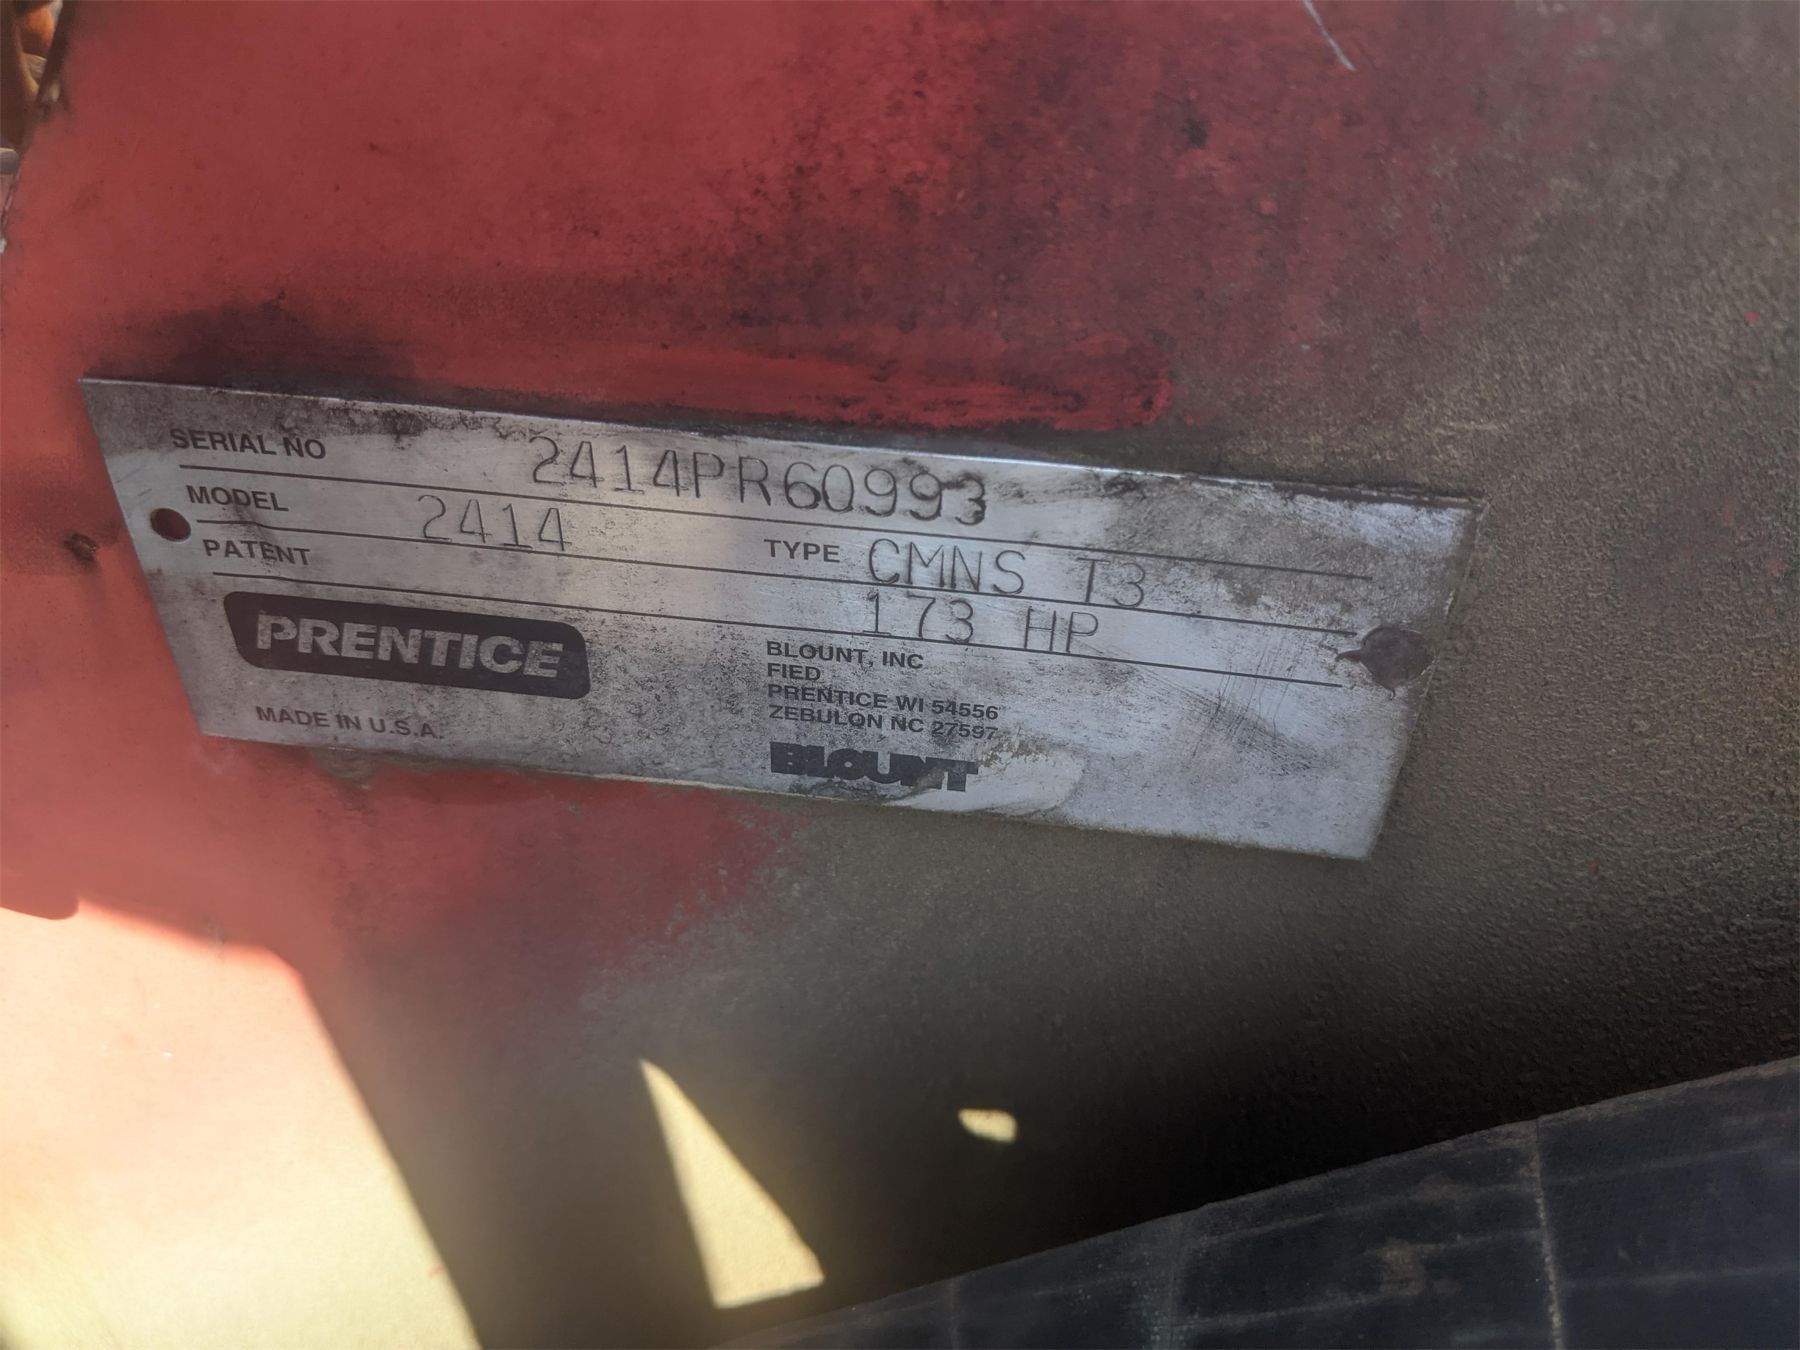 SERIAL NO 2414PR60993
MODEL 2414 TYPE CMNS T3
PATENT 173 HP
PRENTICE
MADE IN U.S.A.
BLOUNT, INC
FIED
PRENTICE WI 54556
ZEBULON NC 27597
BLOUNT